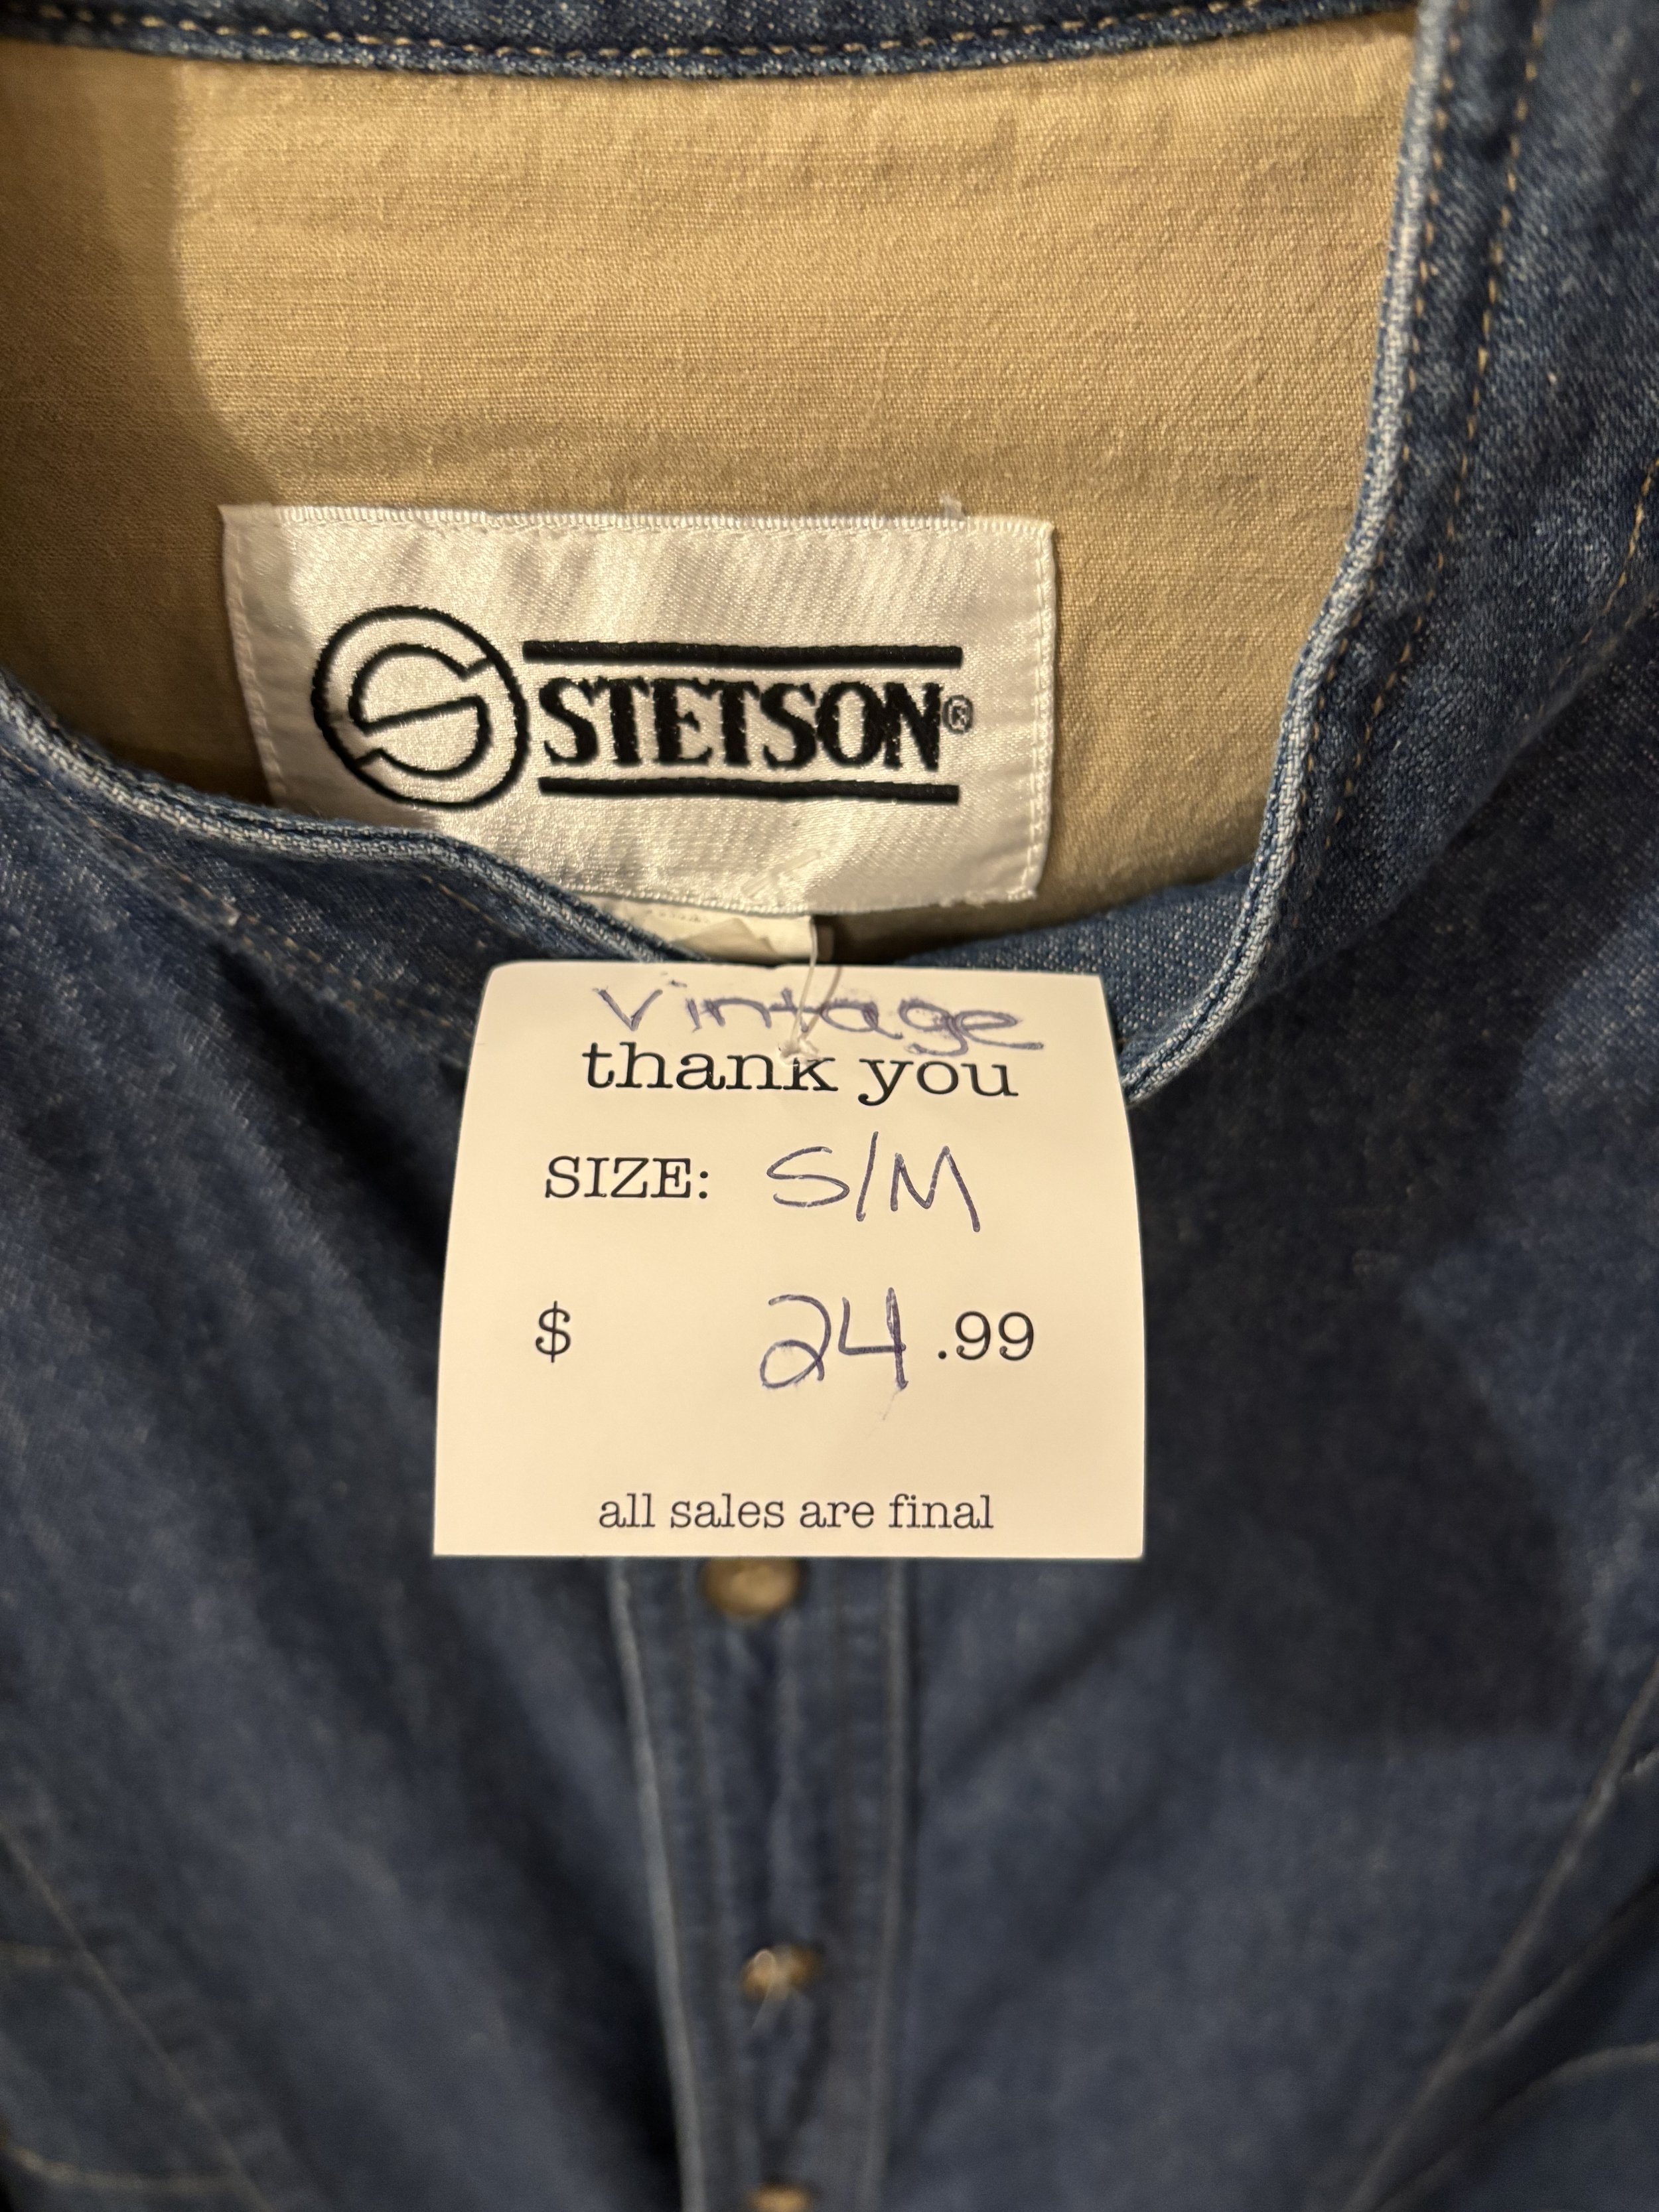 STETSON®
Vintage
thank you
SIZE: S/M
$ 24.99
all sales are final